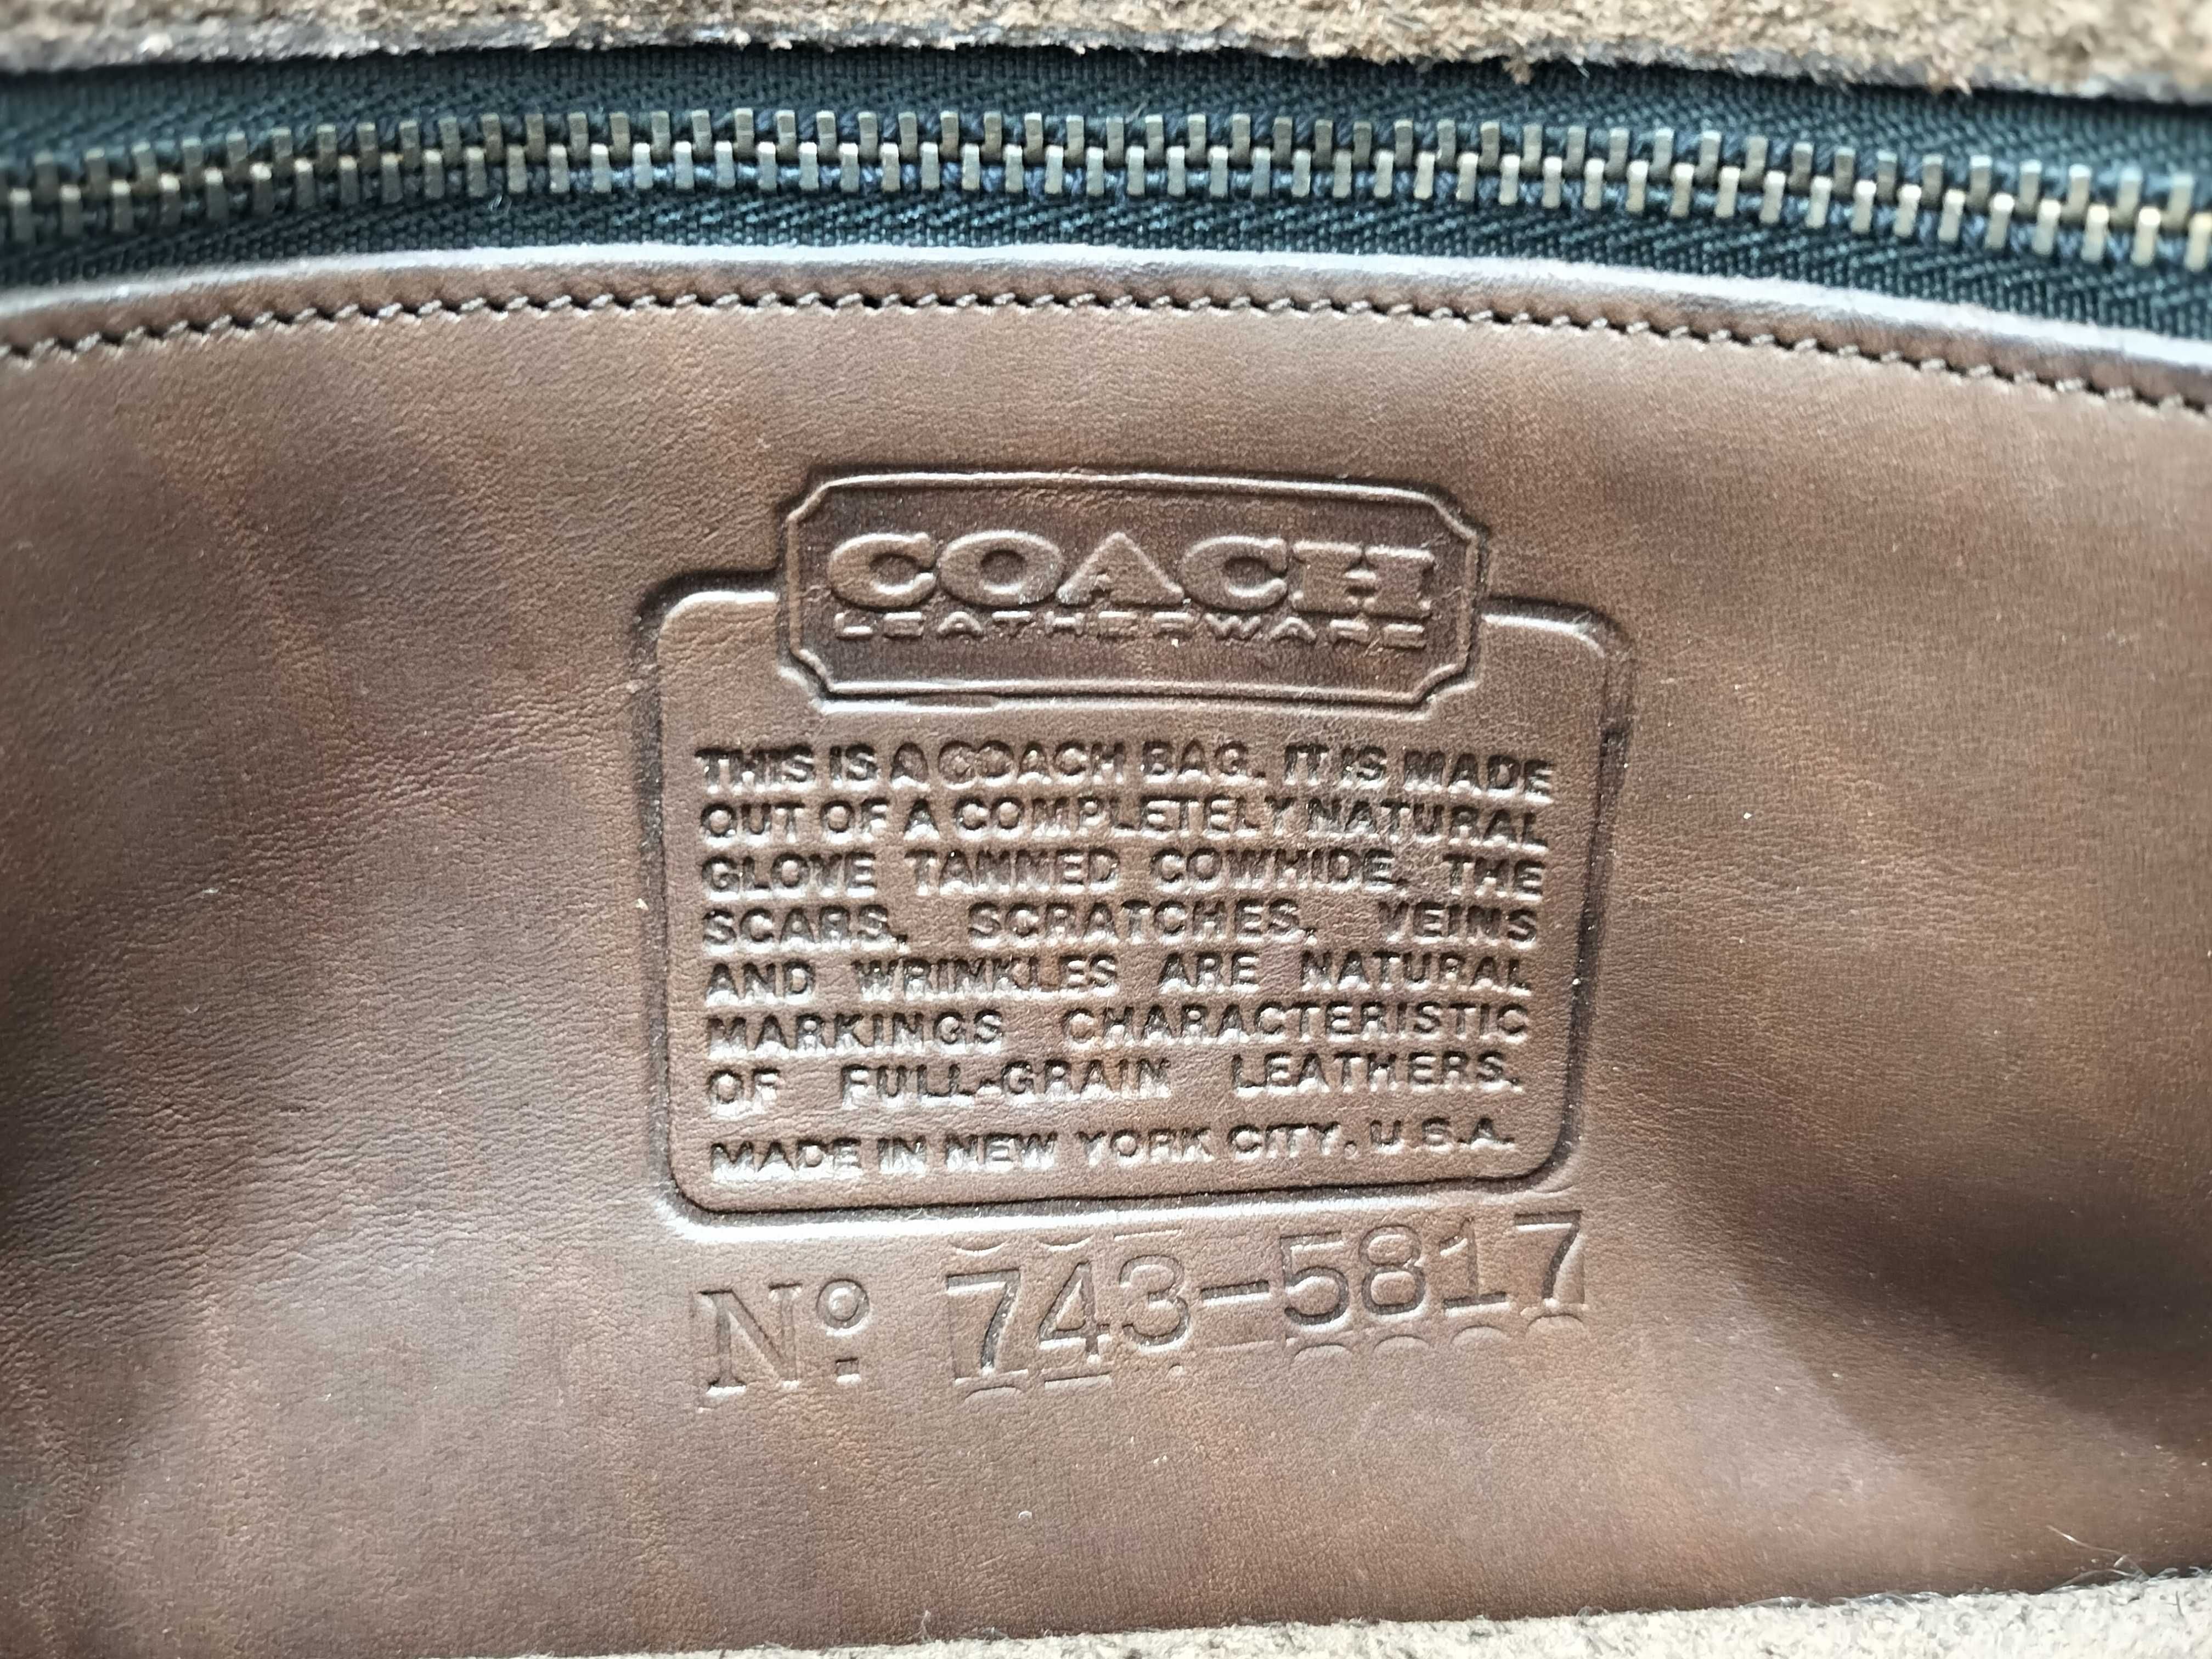 COACH
LEATHERWARE
THIS IS A COACH BAG. IT IS MADE
OUT OF A COMPLETELY NATURAL
GLOVE TANNED COWHIDE. THE
SCARS, SCRATCHES, VEINS
AND WRINKLES ARE NATURAL
MARKINGS CHARACTERISTIC
OF FULL-GRAIN LEATHERS.
MADE IN NEW YORK CITY, U.S.A.
Nº 743-5817